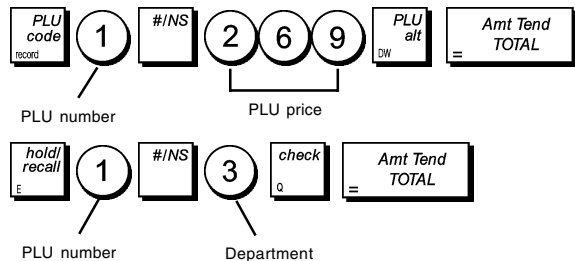 PLU code record 1 #/NS 2 6 9 PLU alt DW Amt Tend TOTAL =
PLU number PLU price
hold/ recall E 1 #/NS 3 check Q Amt Tend TOTAL =
PLU number Department